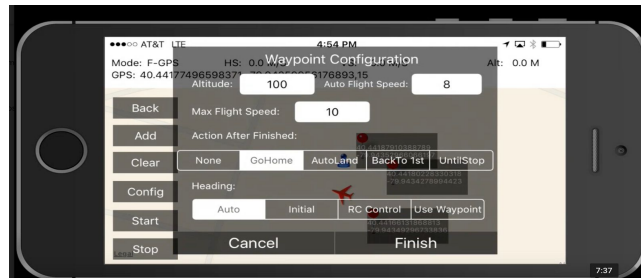 ●●●○○ AT&T LTE 4:54 PM
Mode: F-GPS HS: 0.0 M/S Alt: 0.0 M
Waypoint Configuration
GPS: 40.44177496598371
Altitude: 100 Auto Flight Speed: 8
Back
Max Flight Speed: 10
Add
Action After Finished:
Clear
None GoHome AutoLand BackTo 1st UntilStop
Config
Heading:
Auto Initial RC Control Use Waypoint
Start
Stop
Cancel Finish
7:37